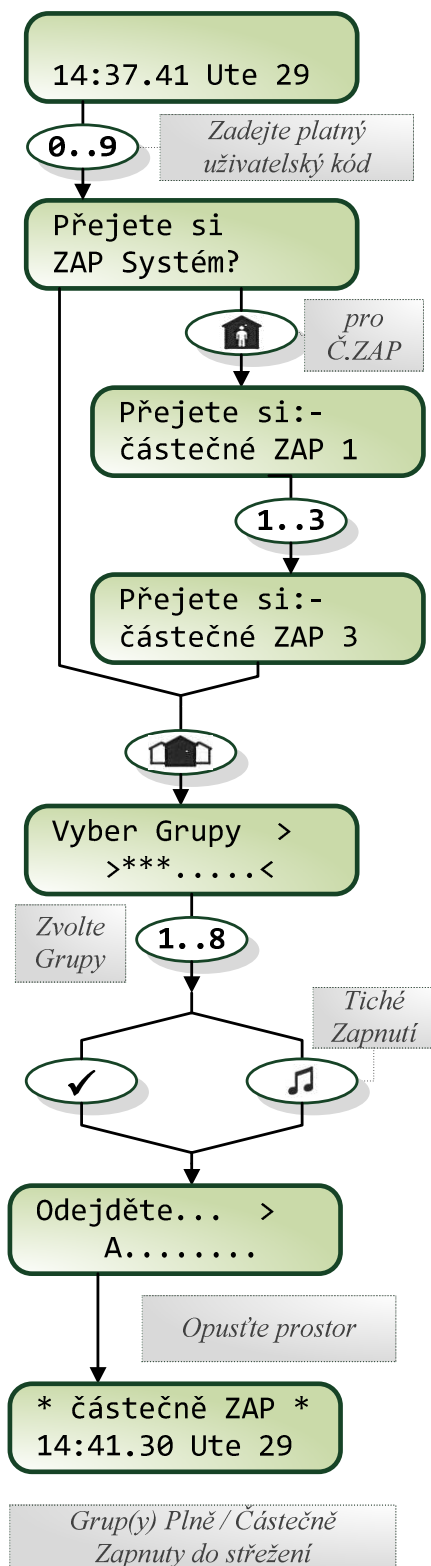 14:37.41 Ute 29
0..9
Zadejte platný
uživatelský kód
Přejete si
ZAP Systém?
pro
Č.ZAP
Přejete si:-
částečné ZAP 1
1..3
Přejete si:-
částečné ZAP 3
Vyber Grupy  >
>***.....<
Zvolte
Grupy
1..8
Tiché
Zapnutí
Odejděte...  >
A........
Opusťte prostor
* částečně ZAP *
14:41.30 Ute 29
Grup(y) Plně / Částečně
Zapnuty do střežení